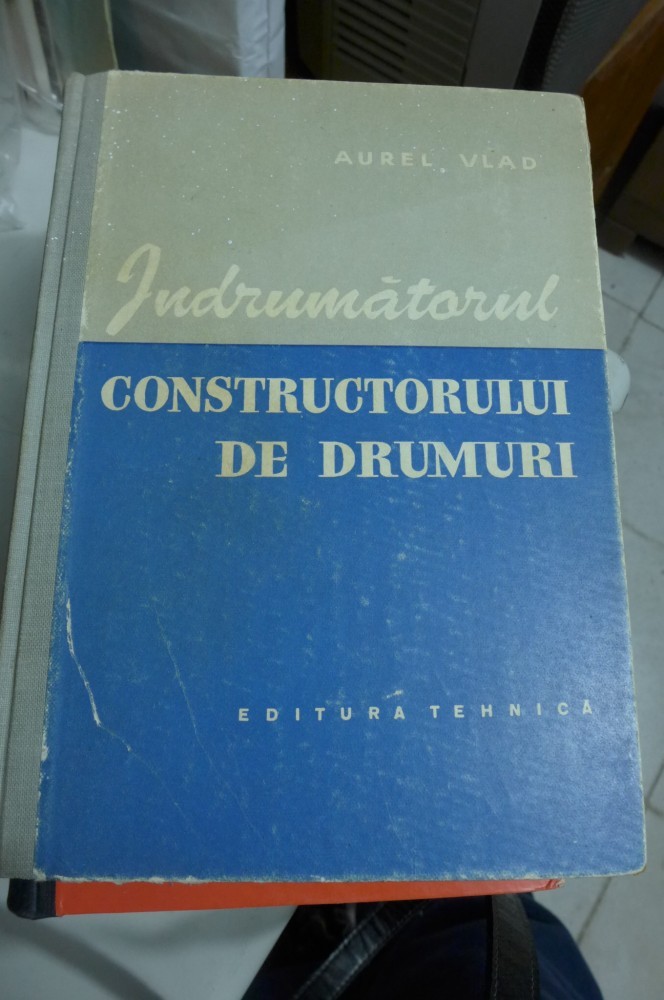 AUREL VLAD
Indrumătorul
CONSTRUCTORULUI
DE DRUMURI
EDITURA TEHNICĂ